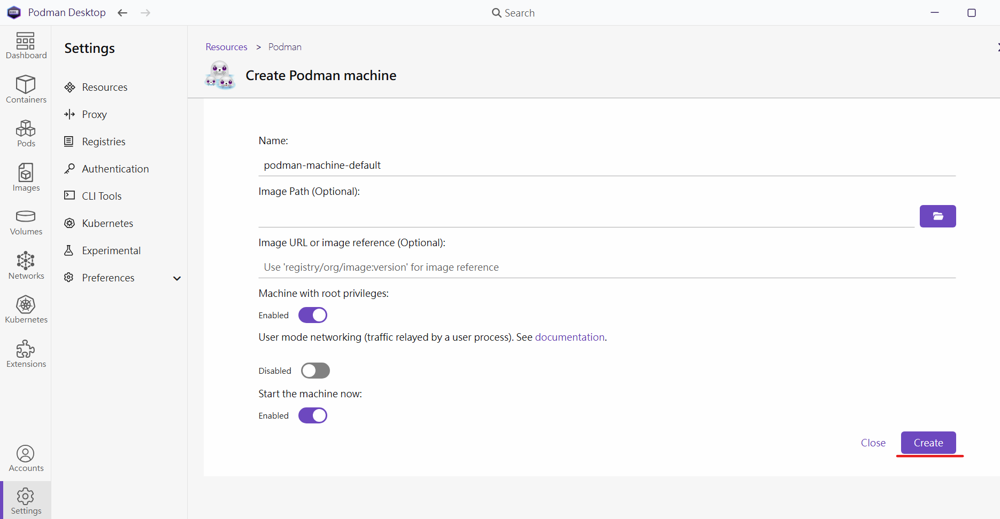 Podman Desktop
Search
Dashboard
Containers
Pods
Images
Volumes
Networks
Kubernetes
Extensions
Accounts
Settings
Settings
Resources
Proxy
Registries
Authentication
CLI Tools
Kubernetes
Experimental
Preferences
Resources > Podman
Create Podman machine
Name:
podman-machine-default
Image Path (Optional):
Image URL or image reference (Optional):
Use 'registry/org/image:version' for image reference
Machine with root privileges:
Enabled
User mode networking (traffic relayed by a user process). See documentation.
Disabled
Start the machine now:
Enabled
Close
Create